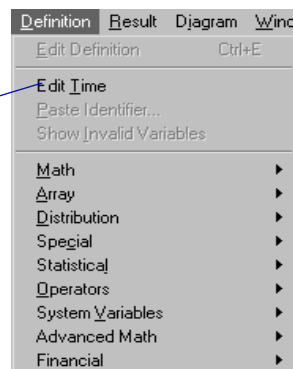 Definition Result Diagram Wind
Edit Definition Ctrl+E
Edit Time
Paste Identifier...
Show Invalid Variables
Math
Array
Distribution
Special
Statistical
Operators
System Variables
Advanced Math
Financial